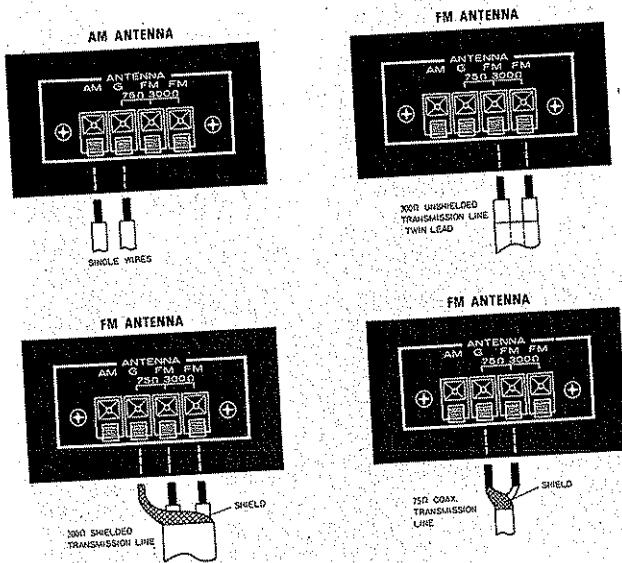 AM ANTENNA
ANTENNA
AM G FM FM
75Ω 300Ω
SINGLE WIRES
FM ANTENNA
ANTENNA
AM G FM FM
75Ω 300Ω
300Ω UNSHIELDED
TRANSMISSION LINE
TWIN LEAD
FM ANTENNA
ANTENNA
AM G FM FM
75Ω 300Ω
SHIELD
300Ω SHIELDED
TRANSMISSION LINE
FM ANTENNA
ANTENNA
AM G FM FM
75Ω 300Ω
SHIELD
75Ω COAX.
TRANSMISSION
LINE